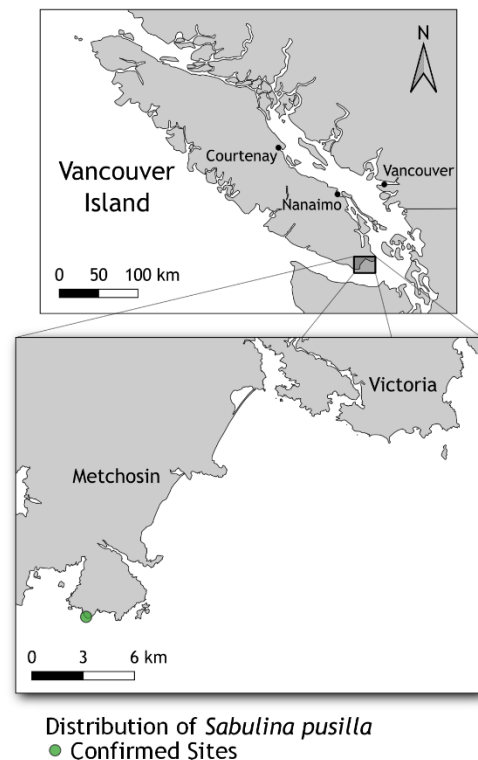 N
Courtenay
Vancouver
Vancouver
Island
Nanaimo
0 50 100 km
Victoria
Metchosin
0 3 6 km
Distribution of Sabulina pusilla
Confirmed Sites